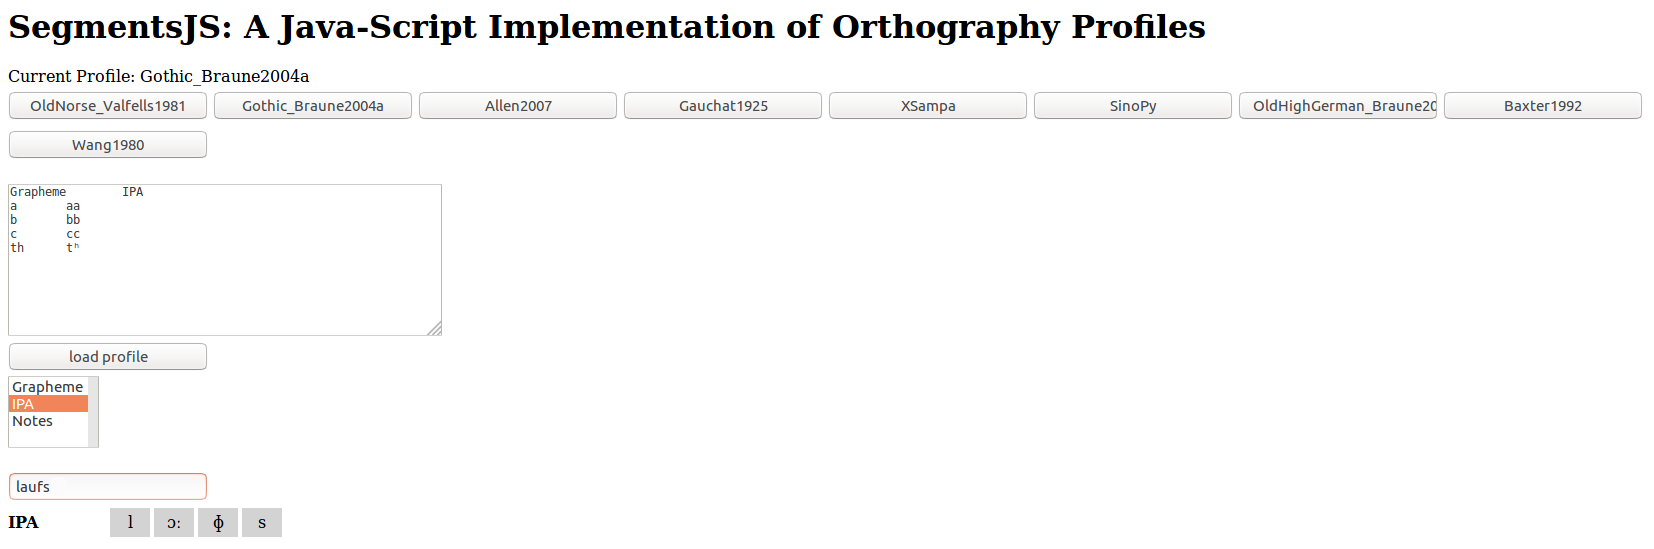 SegmentsJS: A Java-Script Implementation of Orthography Profiles
Current Profile: Gothic_Braune2004a
OldNorse_Valfells1981 Gothic_Braune2004a Allen2007 Gauchat1925 XSampa SinoPy OldHighGerman_Braune20 Baxter1992
Wang1980
Grapheme IPA
a aa
b bb
c cc
th tʰ
load profile
Grapheme
IPA
Notes
laufs
IPA l ɔː ɸ s